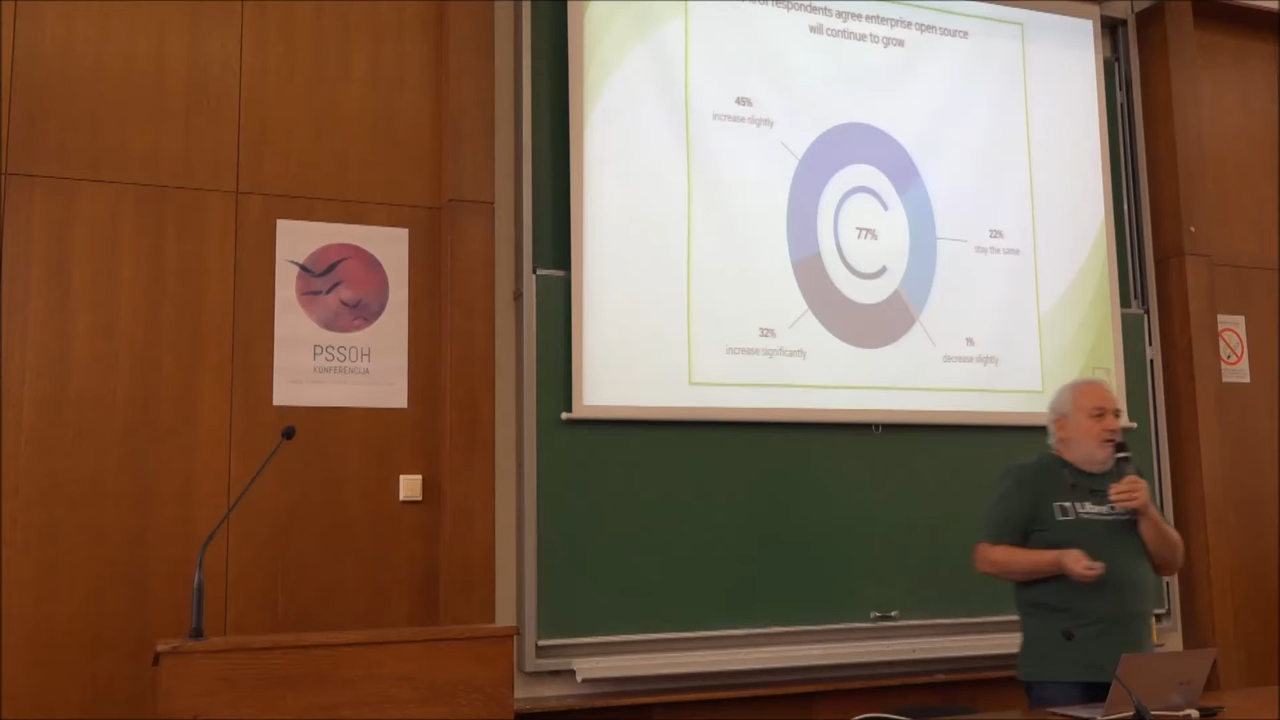 of respondents agree enterprise open source
will continue to grow
45%
increase slightly
77%
22%
stay the same
32%
increase significantly
1%
decrease slightly
PSSOH
KONFERENCIJA